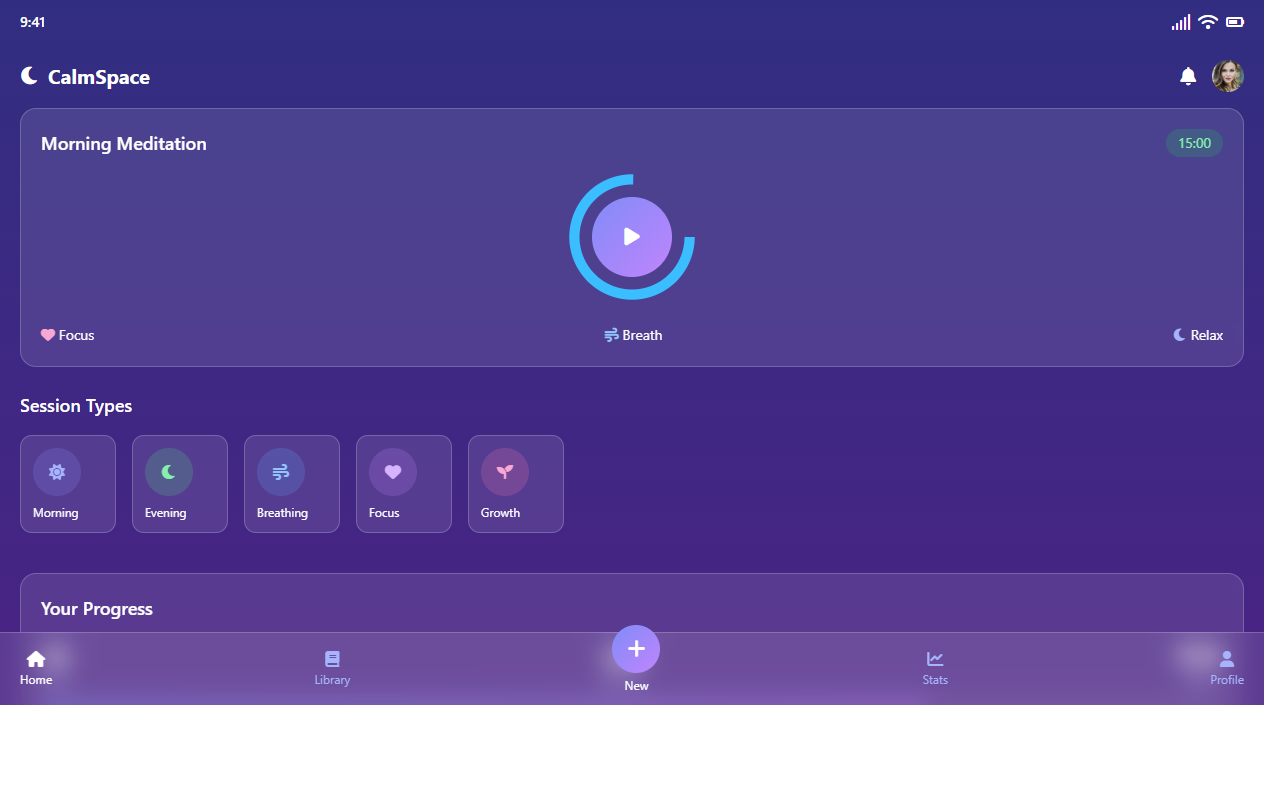 9:41
CalmSpace
Morning Meditation
15:00
Focus
Breath
Relax
Session Types
Morning
Evening
Breathing
Focus
Growth
Your Progress
Home
Library
New
Stats
Profile